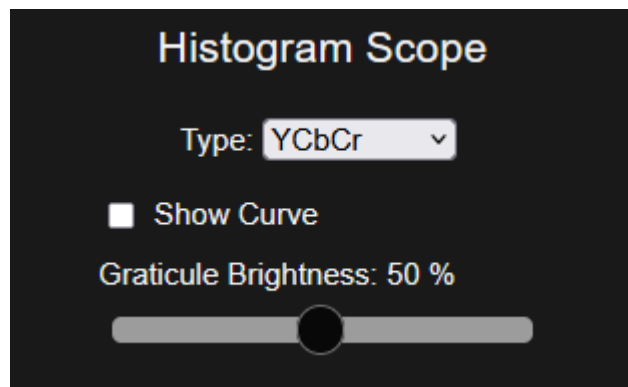 Histogram Scope
Type: YCbCr
Show Curve
Graticule Brightness: 50 %